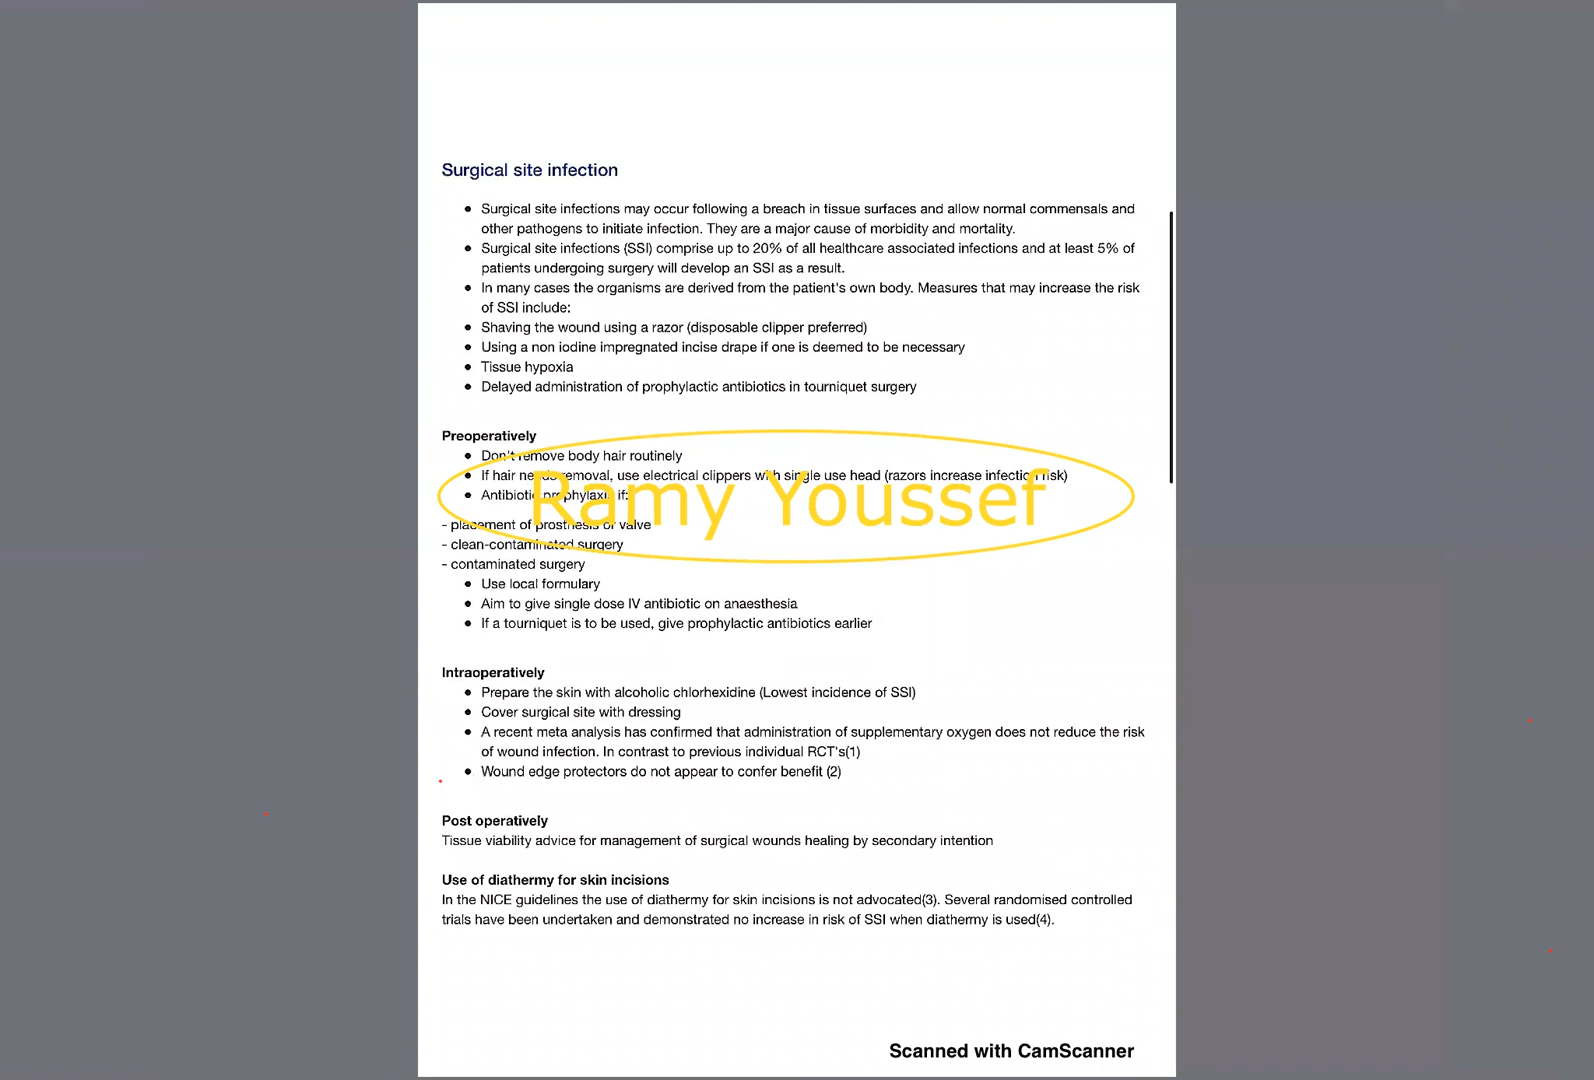 Surgical site infection
Surgical site infections may occur following a breach in tissue surfaces and allow normal commensals and
other pathogens to initiate infection. They are a major cause of morbidity and mortality.
Surgical site infections (SSI) comprise up to 20% of all healthcare associated infections and at least 5% of
patients undergoing surgery will develop an SSI as a result.
In many cases the organisms are derived from the patient's own body. Measures that may increase the risk
of SSI include:
Shaving the wound using a razor (disposable clipper preferred)
Using a non iodine impregnated incise drape if one is deemed to be necessary
Tissue hypoxia
Delayed administration of prophylactic antibiotics in tourniquet surgery
Preoperatively
Don't remove body hair routinely
If hair needs removal, use electrical clippers with single use head (razors increase infection risk)
Antibiotic prophylaxis if:
Ramy Youssef
- placement of prosthesis or valve
- clean-contaminated surgery
- contaminated surgery
Use local formulary
Aim to give single dose IV antibiotic on anaesthesia
If a tourniquet is to be used, give prophylactic antibiotics earlier
Intraoperatively
Prepare the skin with alcoholic chlorhexidine (Lowest incidence of SSI)
Cover surgical site with dressing
A recent meta analysis has confirmed that administration of supplementary oxygen does not reduce the risk
of wound infection. In contrast to previous individual RCT's(1)
Wound edge protectors do not appear to confer benefit (2)
Post operatively
Tissue viability advice for management of surgical wounds healing by secondary intention
Use of diathermy for skin incisions
In the NICE guidelines the use of diathermy for skin incisions is not advocated(3). Several randomised controlled
trials have been undertaken and demonstrated no increase in risk of SSI when diathermy is used(4).
Scanned with CamScanner